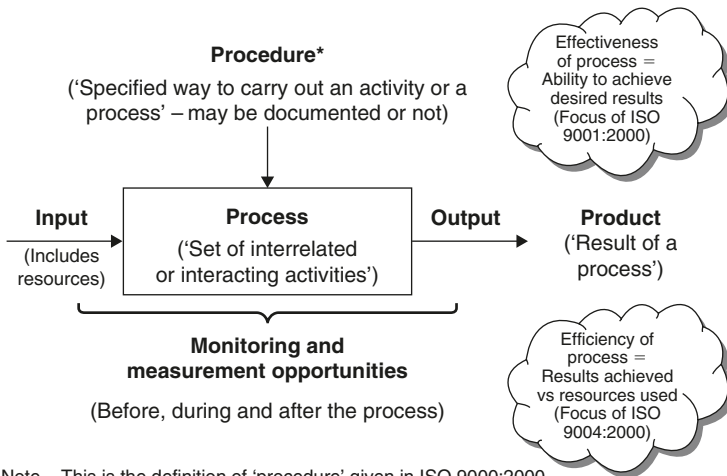 Procedure*
(‘Specified way to carry out an activity or a
process’ – may be documented or not)
Effectiveness
of process =
Ability to achieve
desired results
(Focus of ISO
9001:2000)
Input
(Includes
resources)
Process
(‘Set of interrelated
or interacting activities’)
Output
Product
(‘Result of a
process’)
Monitoring and
measurement opportunities
(Before, during and after the process)
Efficiency of
process =
Results achieved
vs resources used
(Focus of ISO
9004:2000)
Note – This is the definition of ‘procedure’ given in ISO 9000:2000